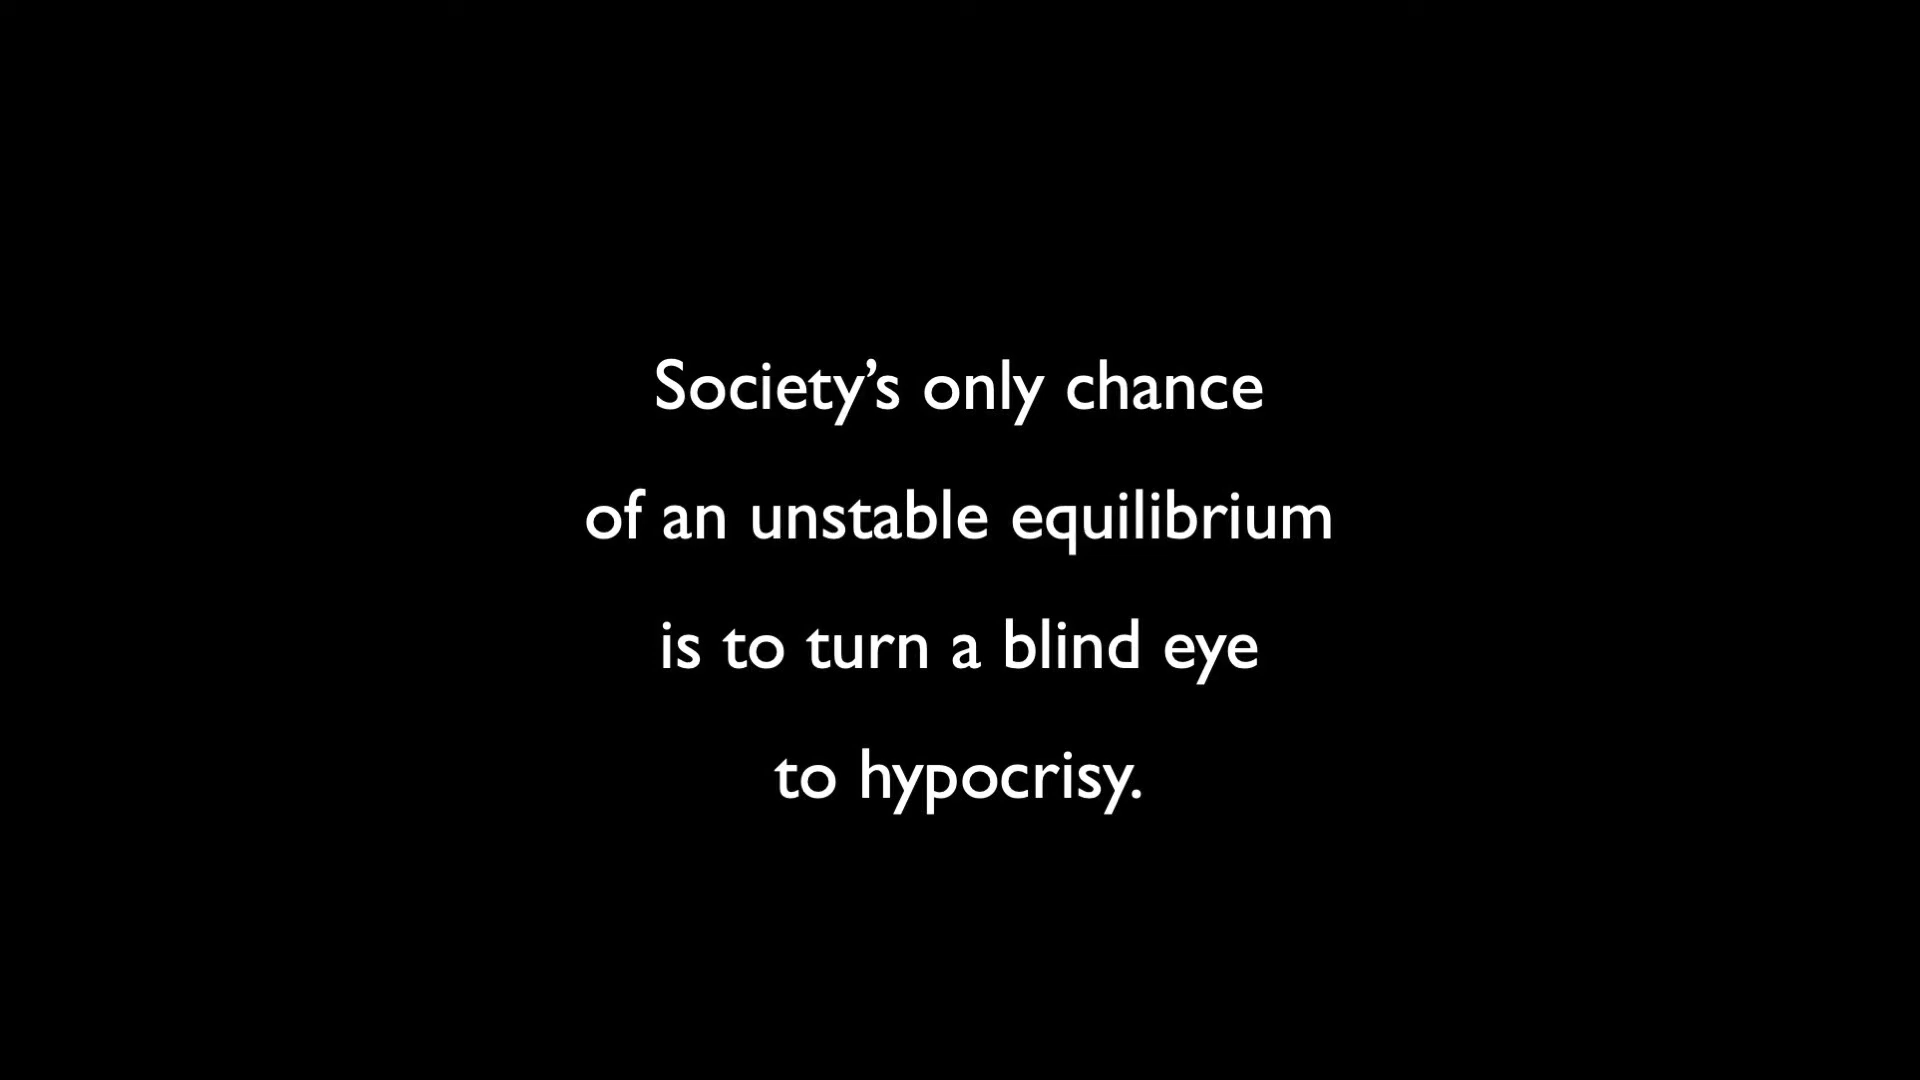 Society’s only chance
of an unstable equilibrium
is to turn a blind eye
to hypocrisy.